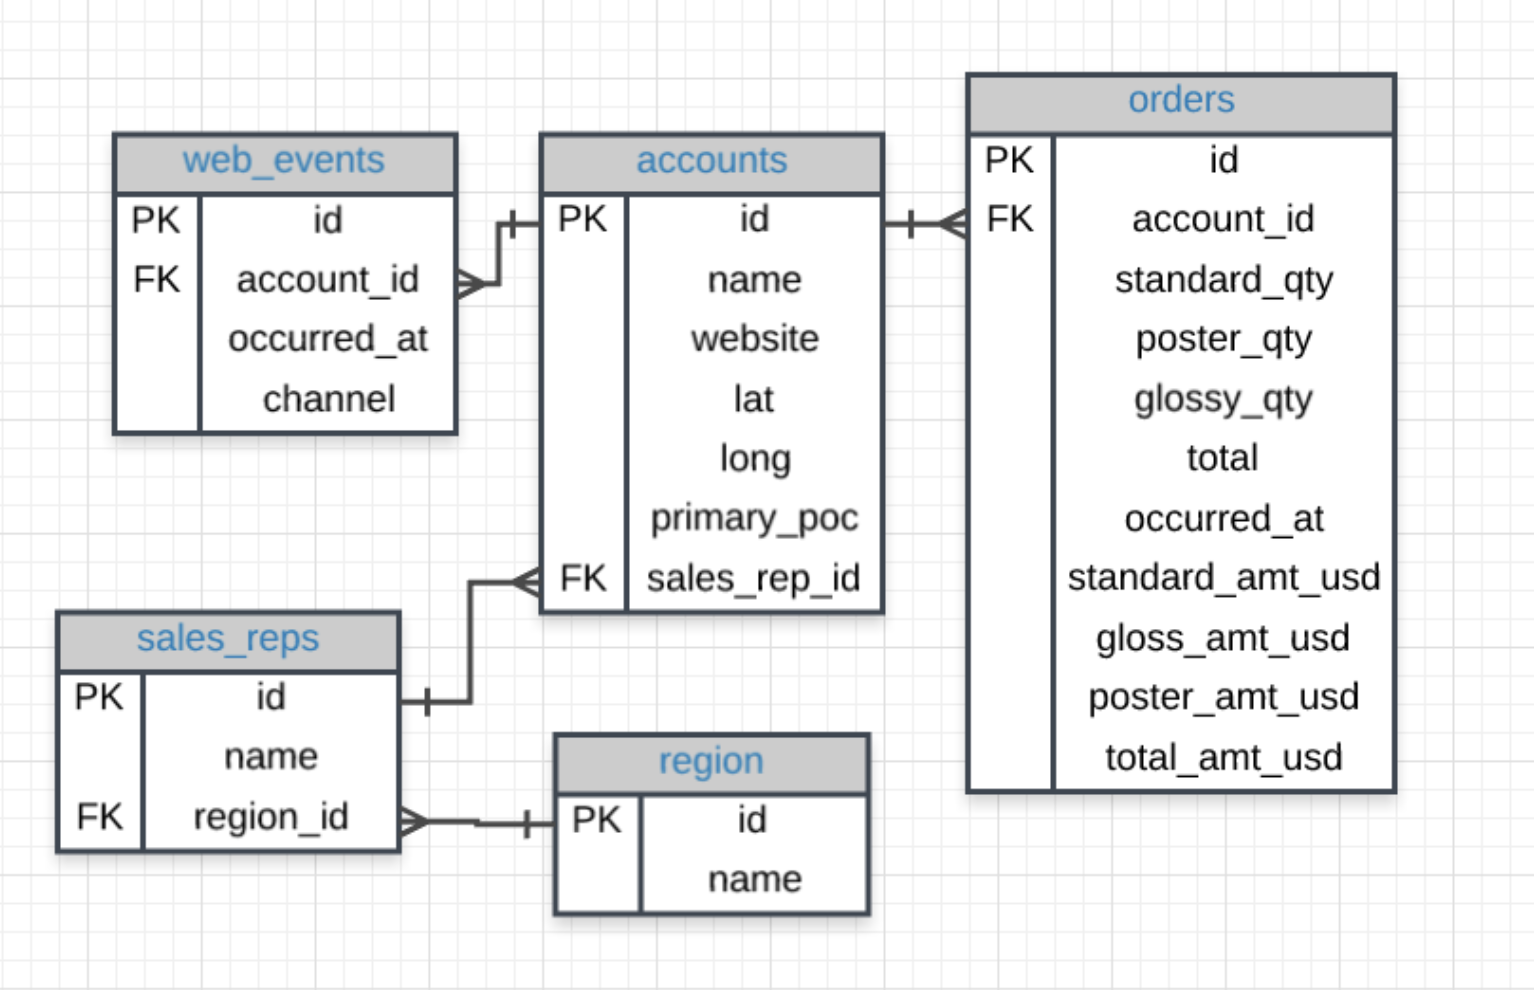 web_events
PK id
FK account_id
occurred_at
channel
accounts
PK id
name
website
lat
long
primary_poc
FK sales_rep_id
orders
PK id
FK account_id
standard_qty
poster_qty
glossy_qty
total
occurred_at
standard_amt_usd
gloss_amt_usd
poster_amt_usd
total_amt_usd
sales_reps
PK id
name
FK region_id
region
PK id
name